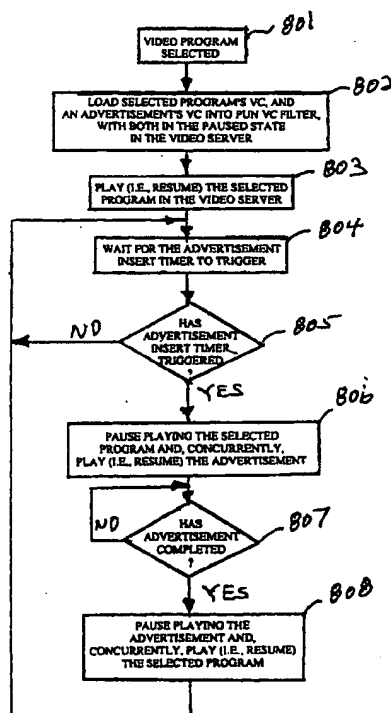 801
VIDEO PROGRAM
SELECTED
802
LOAD SELECTED PROGRAM'S VC, AND
AN ADVERTISEMENT'S VC INTO PUN VC FILTER,
WITH BOTH IN THE PAUSED STATE
IN THE VIDEO SERVER
803
PLAY (I.E., RESUME) THE SELECTED
PROGRAM IN THE VIDEO SERVER
804
WAIT FOR THE ADVERTISEMENT
INSERT TIMER TO TRIGGER
805
NO
HAS
ADVERTISEMENT
INSERT TIMER
TRIGGERED
?
YES
806
PAUSE PLAYING THE SELECTED
PROGRAM AND, CONCURRENTLY,
PLAY (I.E., RESUME) THE ADVERTISEMENT
807
NO
HAS
ADVERTISEMENT
COMPLETED
?
YES
808
PAUSE PLAYING THE
ADVERTISEMENT AND,
CONCURRENTLY, PLAY (I.E., RESUME)
THE SELECTED PROGRAM